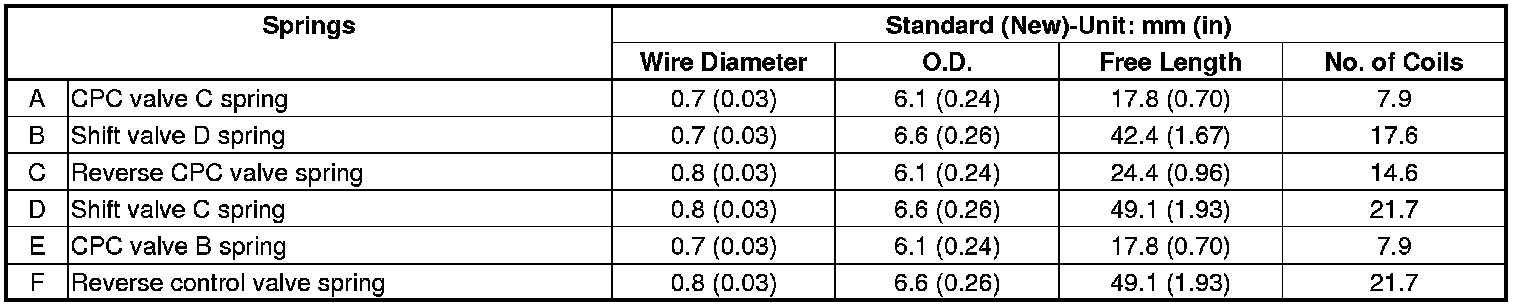 Springs Standard (New)-Unit: mm (in)
Wire Diameter O.D. Free Length No. of Coils
A CPC valve C spring 0.7 (0.03) 6.1 (0.24) 17.8 (0.70) 7.9
B Shift valve D spring 0.7 (0.03) 6.6 (0.26) 42.4 (1.67) 17.6
C Reverse CPC valve spring 0.8 (0.03) 6.1 (0.24) 24.4 (0.96) 14.6
D Shift valve C spring 0.8 (0.03) 6.6 (0.26) 49.1 (1.93) 21.7
E CPC valve B spring 0.7 (0.03) 6.1 (0.24) 17.8 (0.70) 7.9
F Reverse control valve spring 0.8 (0.03) 6.6 (0.26) 49.1 (1.93) 21.7